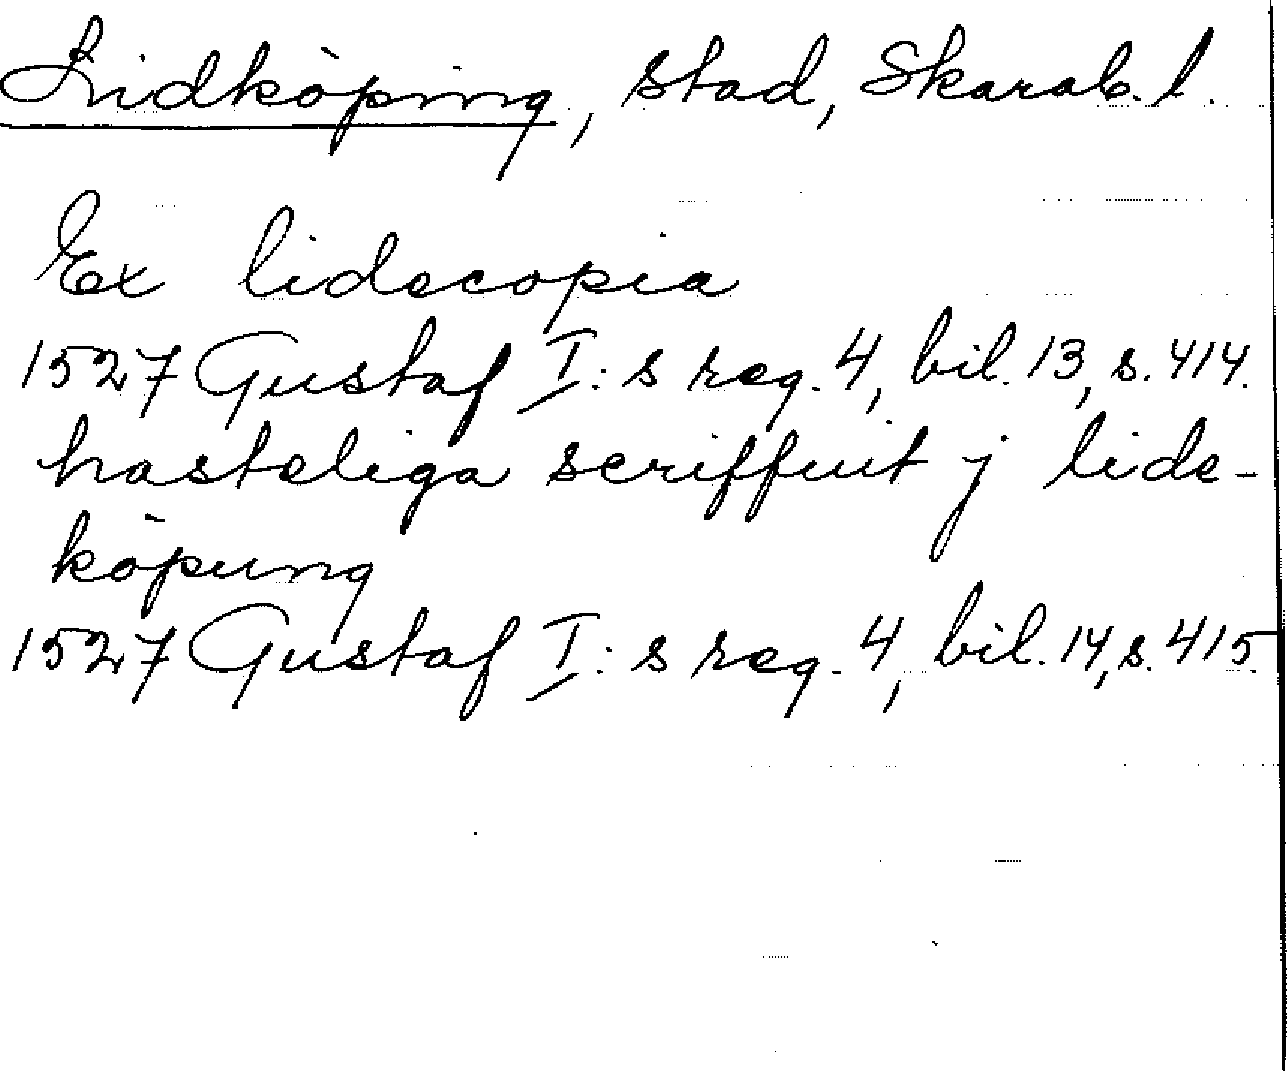 Lidköping, stad, Skarab. l.
Ex lidecopia
1527 Gustaf I:s reg. 4, bil. 13, s. 414.
hasteliga scriffuit j lide-
köpung
1527 Gustaf I:s reg. 4, bil. 14, s. 415